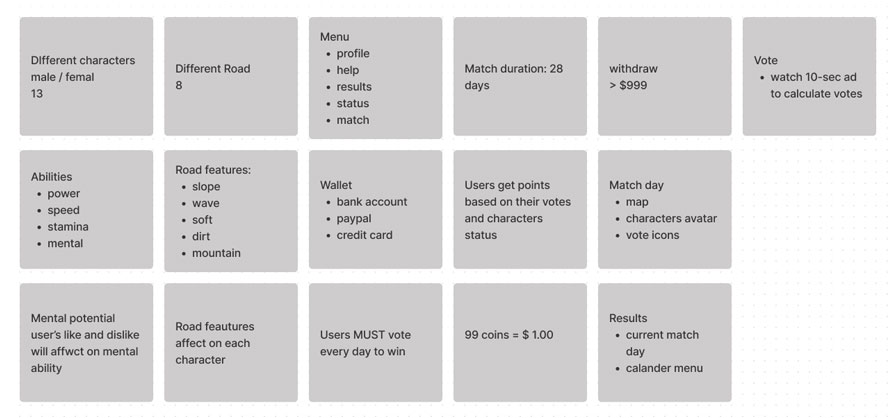 DIfferent characters
male / femal
13
Different Road
8
Menu
• profile
• help
• results
• status
• match
Match duration: 28
days
withdraw
> $999
Vote
• watch 10-sec ad
to calculate votes
Abilities
• power
• speed
• stamina
• mental
Road features:
• slope
• wave
• soft
• dirt
• mountain
Wallet
• bank account
• paypal
• credit card
Users get points
based on their votes
and characters
status
Match day
• map
• characters avatar
• vote icons
Mental potential
user's like and dislike
will affwct on mental
ability
Road feautures
affect on each
character
Users MUST vote
every day to win
99 coins = $ 1.00
Results
• current match
day
• calander menu